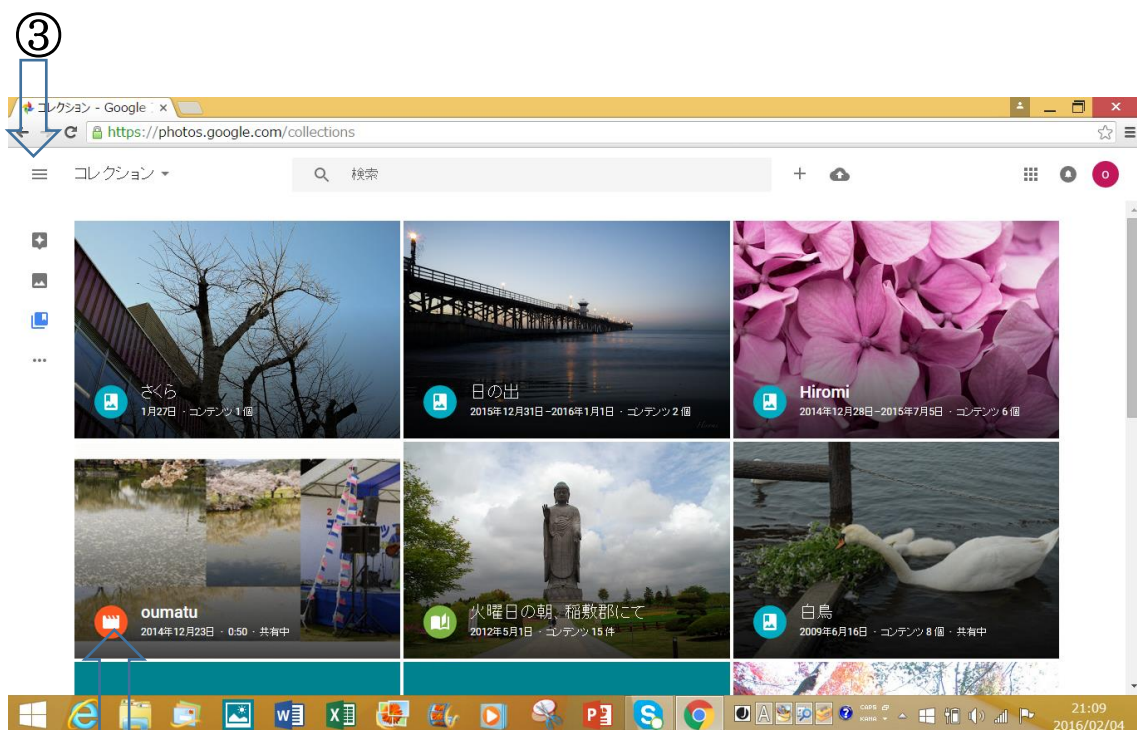 ③
コレクション - Google
https://photos.google.com/collections
コレクション
検索
o
さくら
1月27日 · コンテンツ 1 個
日の出
2015年12月31日–2016年1月1日 · コンテンツ 2 個
Hiromi
2014年12月28日–2015年7月5日 · コンテンツ 6 個
oumatu
2014年12月23日 · 0:50 · 共有中
火曜日の朝、稲敷郡にて
2012年5月1日 · コンテンツ 15 件
白鳥
2009年6月16日 · コンテンツ 8 個 · 共有中
A
CAPS
KANA
21:09
2016/02/04